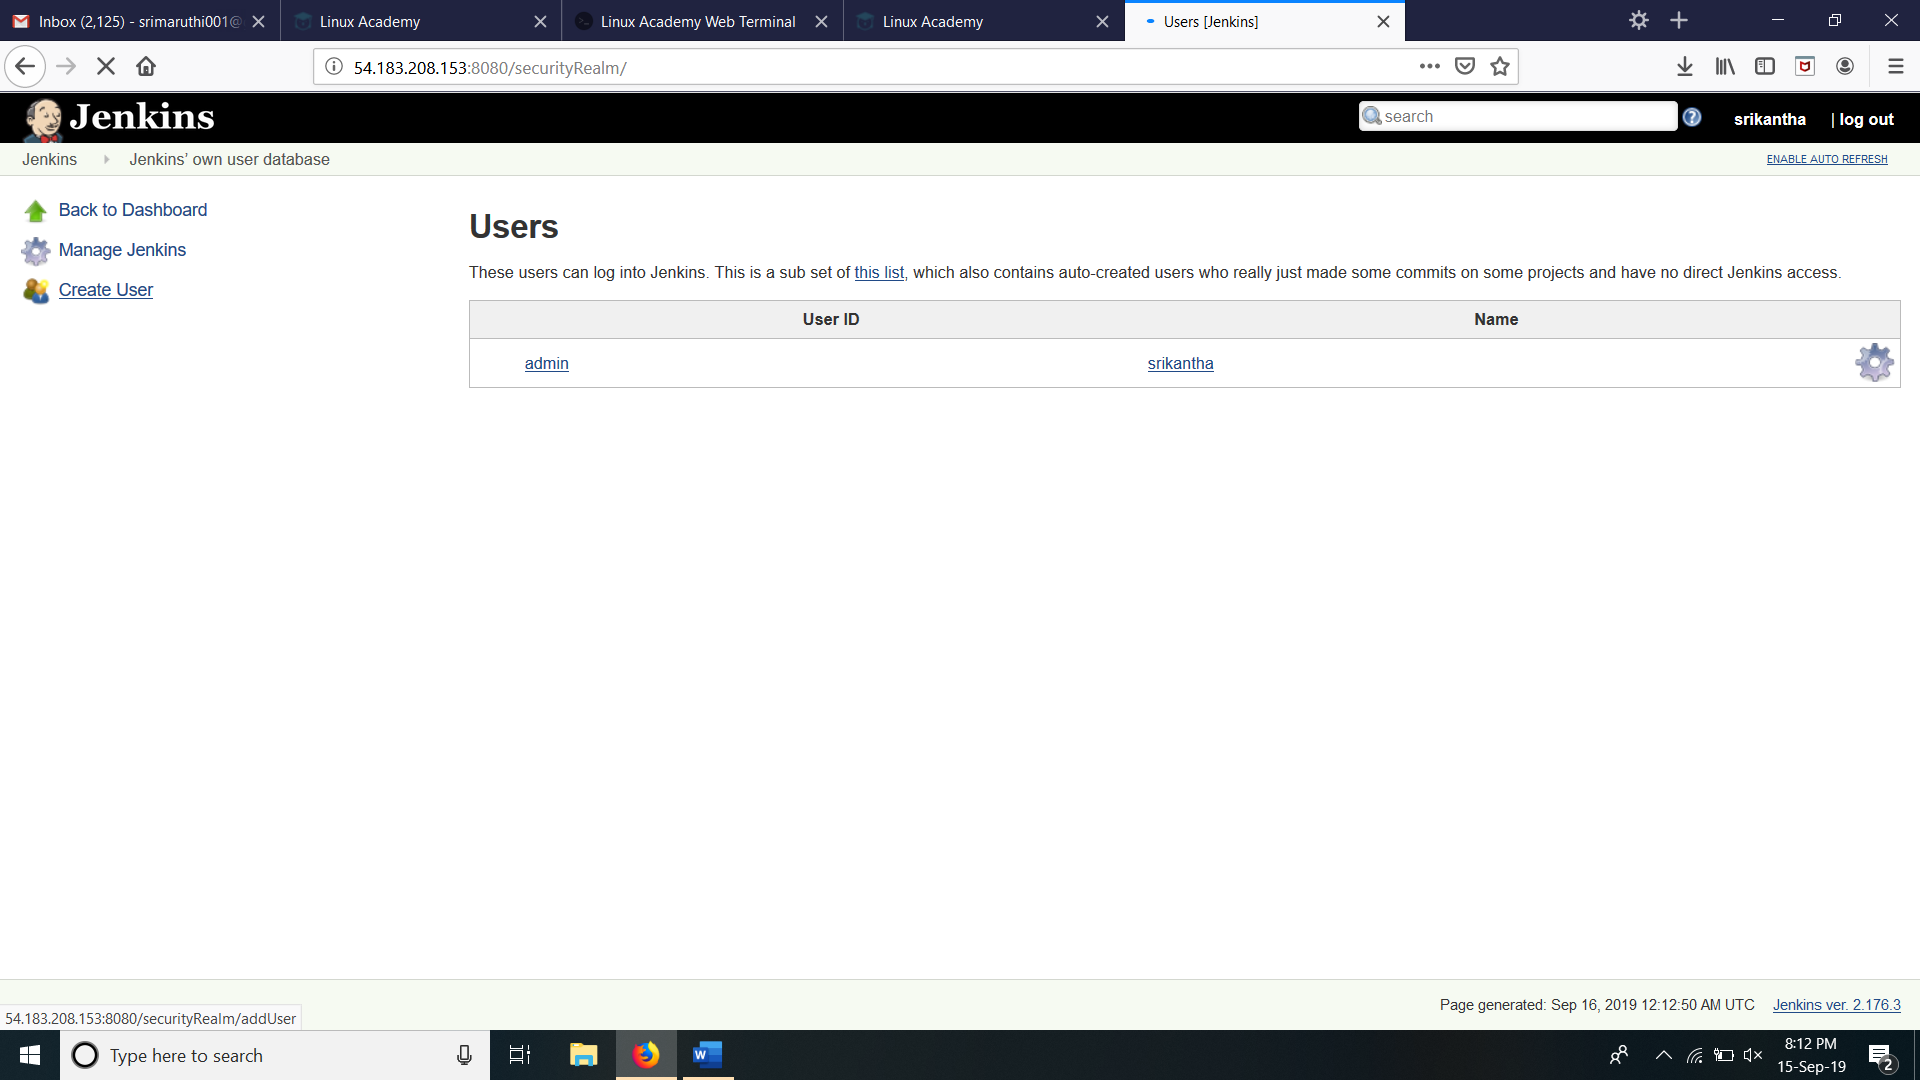 Inbox (2,125) - srimaruthi001@
Linux Academy
Linux Academy Web Terminal
Linux Academy
Users [Jenkins]
54.183.208.153:8080/securityRealm/
Jenkins
search
srikantha
| log out
Jenkins
Jenkins’ own user database
ENABLE AUTO REFRESH
Back to Dashboard
Manage Jenkins
Create User
Users
These users can log into Jenkins. This is a sub set of this list, which also contains auto-created users who really just made some commits on some projects and have no direct Jenkins access.
User ID
Name
admin
srikantha
Page generated: Sep 16, 2019 12:12:50 AM UTC
Jenkins ver. 2.176.3
54.183.208.153:8080/securityRealm/addUser
Type here to search
8:12 PM
15-Sep-19
2